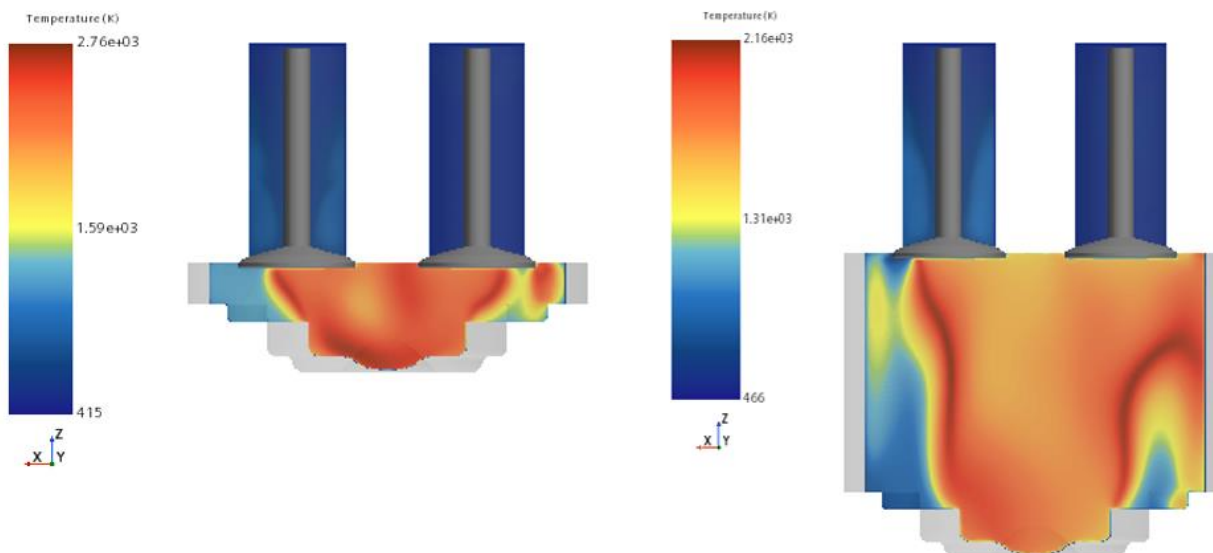 Temperature (K)
2.76e+03
1.59e+03
415
Z
X
Y
Temperature (K)
2.16e+03
1.31e+03
466
Z
X
Y